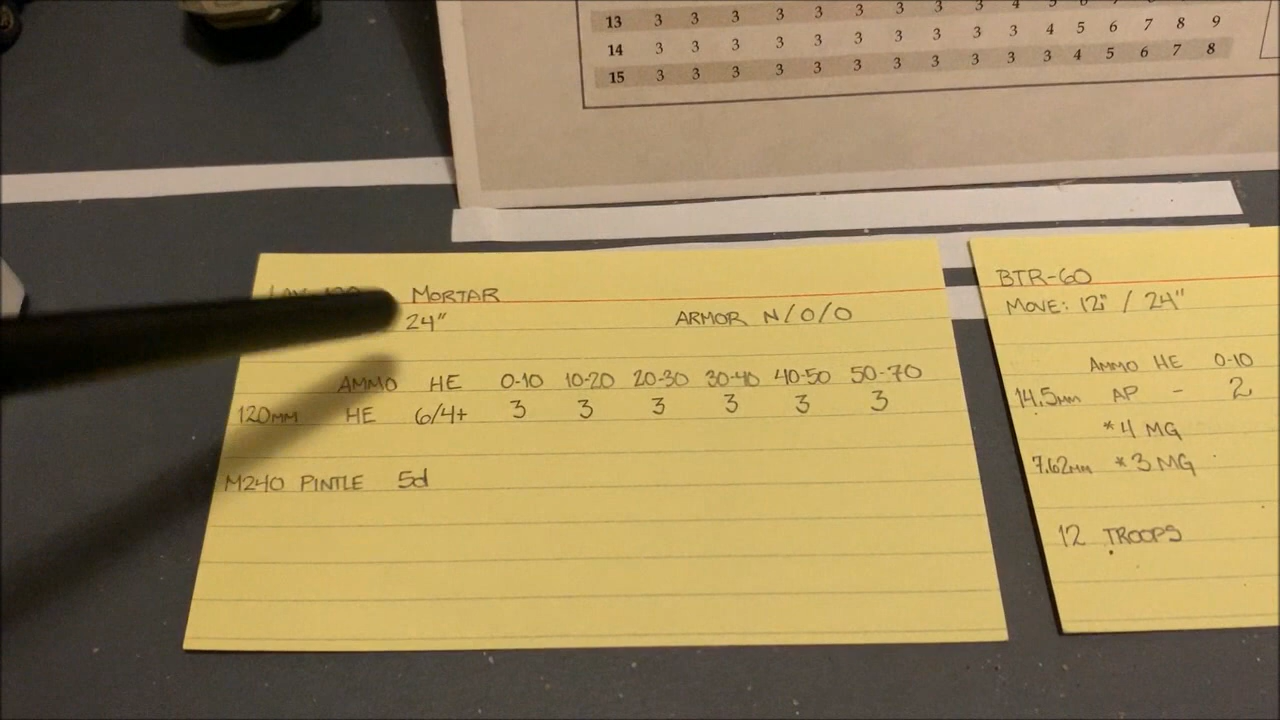 13 3 3 3 3 3 3 3 3 3 4 5
14 3 3 3 3 3 3 3 3 3 3 4 5 6 7 8 9
15 3 3 3 3 3 3 3 3 3 3 3 4 5 6 7 8
MORTAR
24"
ARMOR N/0/0
AMMO HE 0-10 10-20 20-30 30-40 40-50 50-70
120MM HE 6/4+ 3 3 3 3 3 3
M240 PINTLE 5d
BTR-60
MOVE: 12" / 24"
AMMO HE 0-10
14.5MM AP - 2
*4 MG
7.62MM *3 MG
12 TROOPS